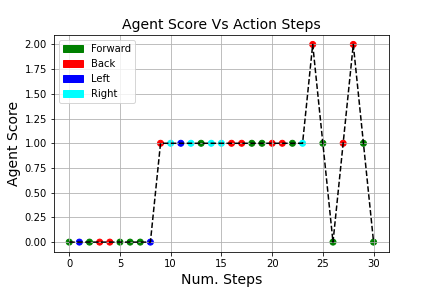 Agent Score Vs Action Steps
2.00
1.75
1.50
1.25
1.00
0.75
0.50
0.25
0.00
Agent Score
Forward
Back
Left
Right
0 5 10 15 20 25 30
Num. Steps